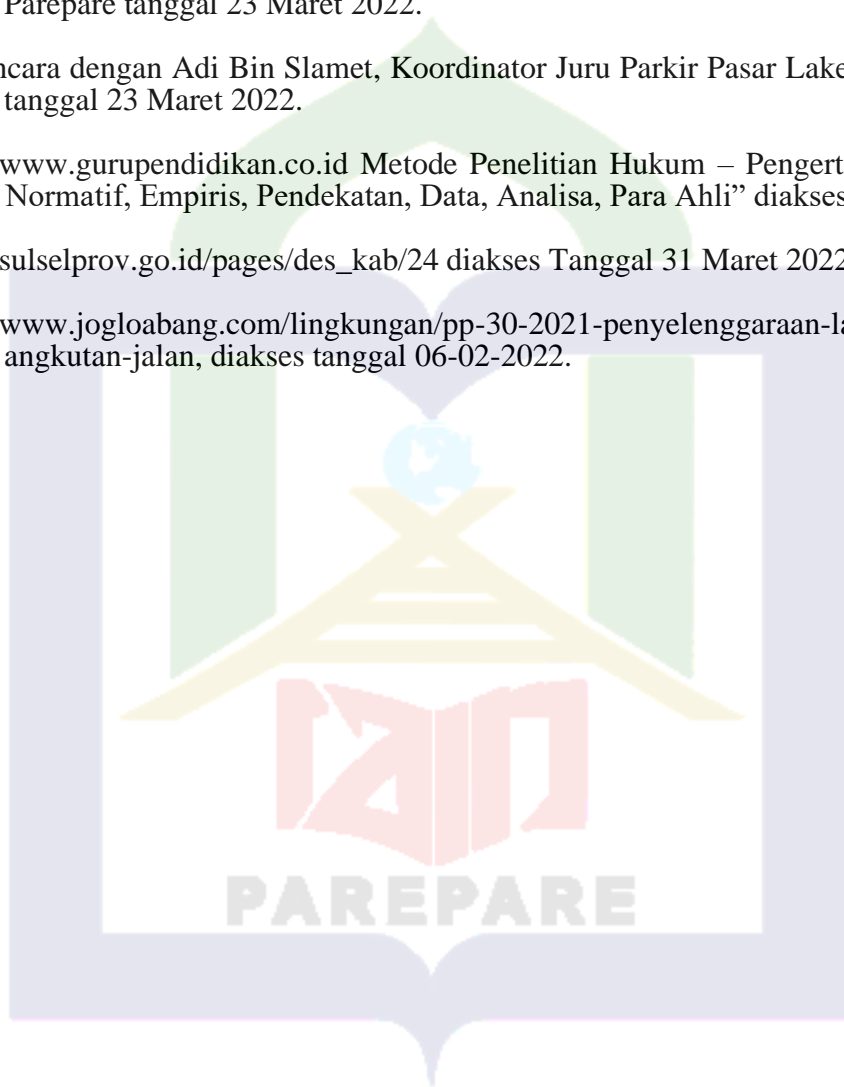 Parepare tanggal 23 Maret 2022.
ncara dengan Adi Bin Slamet, Koordinator Juru Parkir Pasar Lake
tanggal 23 Maret 2022.
www.gurupendidikan.co.id Metode Penelitian Hukum – Pengert
Normatif, Empiris, Pendekatan, Data, Analisa, Para Ahli” diakses
sulselprov.go.id/pages/des_kab/24 diakses Tanggal 31 Maret 2022
www.jogloabang.com/lingkungan/pp-30-2021-penyelenggaraan-la
angkutan-jalan, diakses tanggal 06-02-2022.
iain
PAREPARE